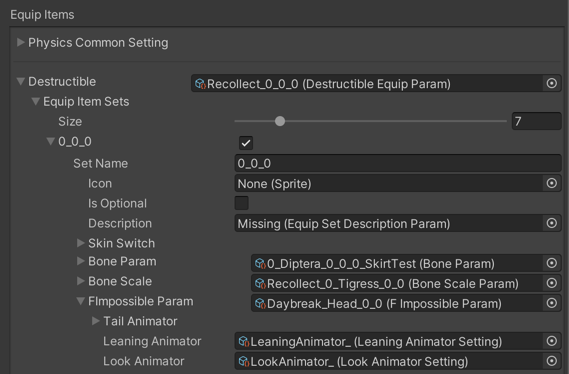 Equip Items
Physics Common Setting
Destructible Recollect_0_0_0 (Destructible Equip Param)
Equip Item Sets
Size 7
0_0_0
Set Name 0_0_0
Icon None (Sprite)
Is Optional
Description Missing (Equip Set Description Param)
Skin Switch
Bone Param 0_Diptera_0_0_0_SkirtTest (Bone Param)
Bone Scale Recollect_0_Tigress_0_0 (Bone Scale Param)
FImpossible Param Daybreak_Head_0_0 (F Impossible Param)
Tail Animator
Leaning Animator LeaningAnimator_ (Leaning Animator Setting)
Look Animator LookAnimator_ (Look Animator Setting)